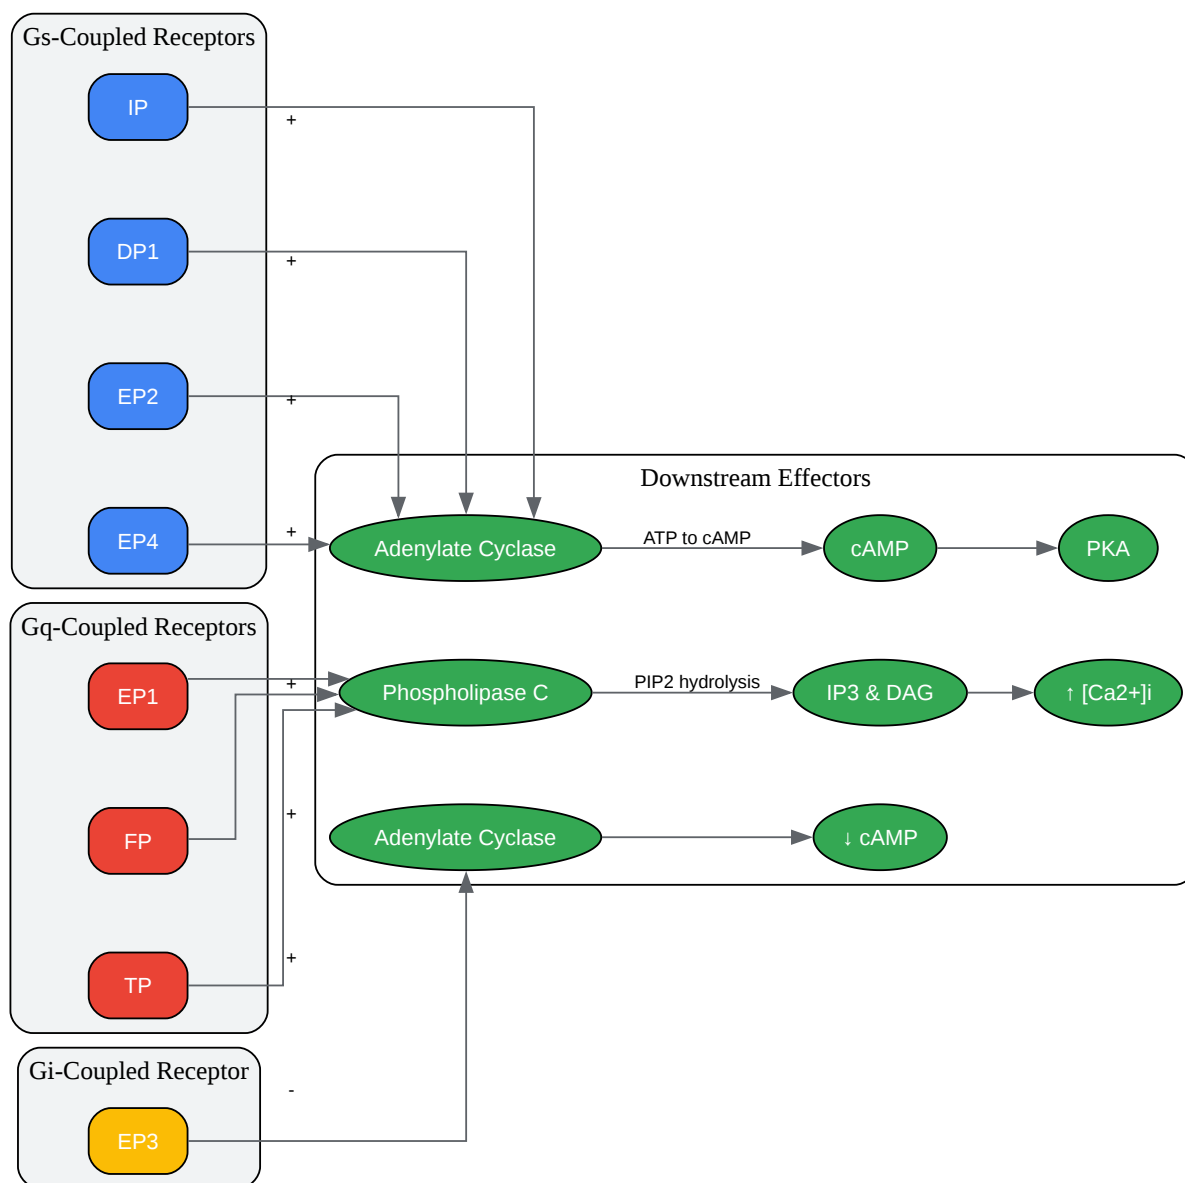 Gs-Coupled Receptors
IP
+
DP1
+
EP2
+
EP4
+
Downstream Effectors
Adenylate Cyclase
ATP to cAMP
cAMP
PKA
Gq-Coupled Receptors
EP1
+
Phospholipase C
PIP2 hydrolysis
IP3 & DAG
↑ [Ca2+]i
FP
+
Adenylate Cyclase
↓ cAMP
TP
+
Gi-Coupled Receptor
-
EP3